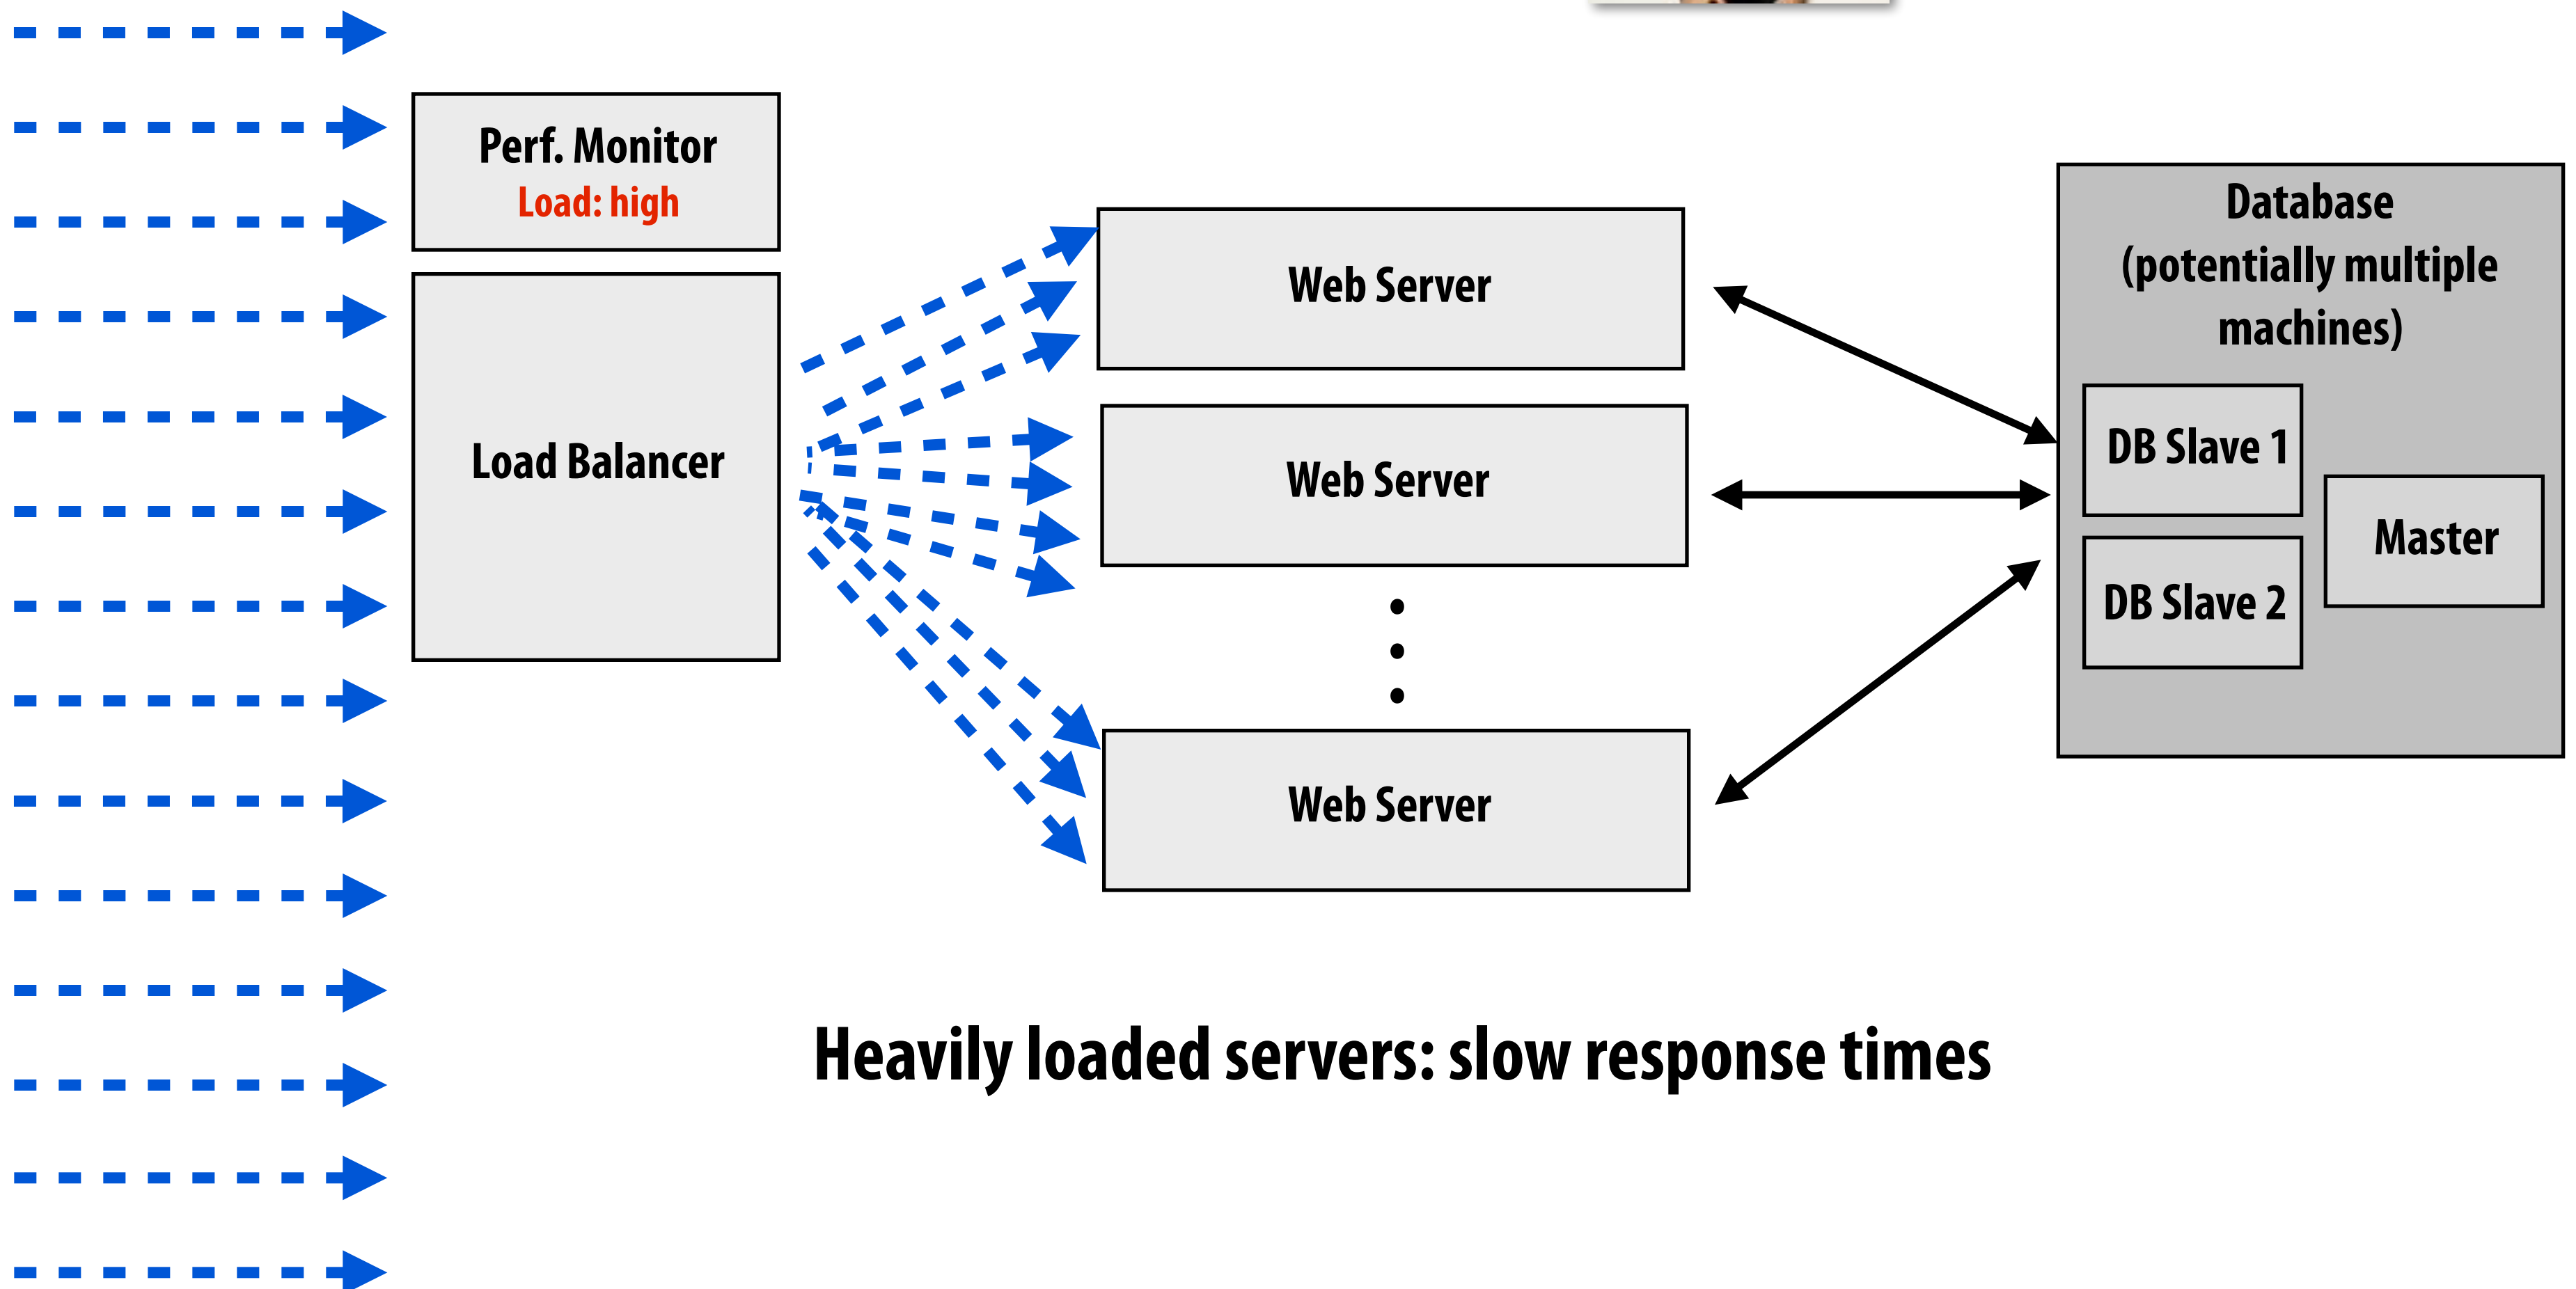 Perf. Monitor
Load: high
Load Balancer
Web Server
Web Server
Web Server
Database
(potentially multiple
machines)
DB Slave 1
DB Slave 2
Master
Heavily loaded servers: slow response times